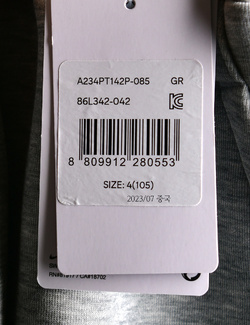 A234PT142P-085 GR
86L342-042
8 809912 280553
SIZE: 4(105)
2023/07 중국